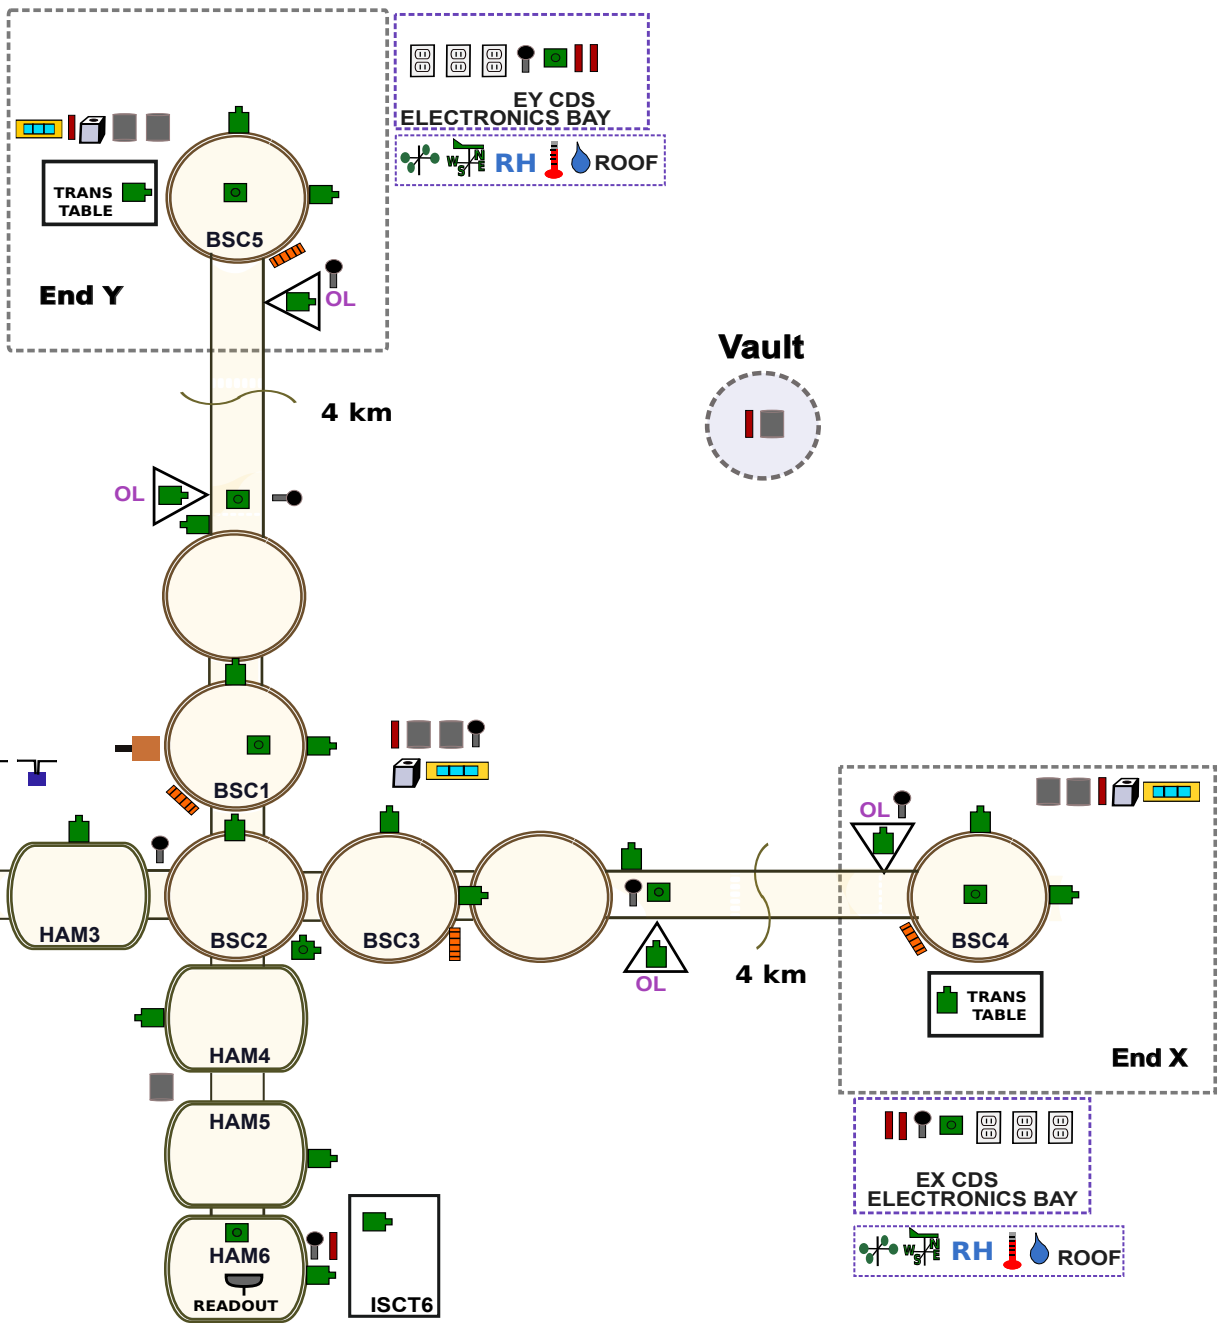 EY CDS
ELECTRONICS BAY
RH
ROOF
W
N
S
E
TRANS
TABLE
BSC5
End Y
OL
Vault
4 km
OL
BSC1
OL
HAM3
BSC2
BSC3
BSC4
OL
4 km
TRANS
TABLE
HAM4
End X
HAM5
EX CDS
ELECTRONICS BAY
HAM6
W
N
S
E
RH
ROOF
READOUT
ISCT6